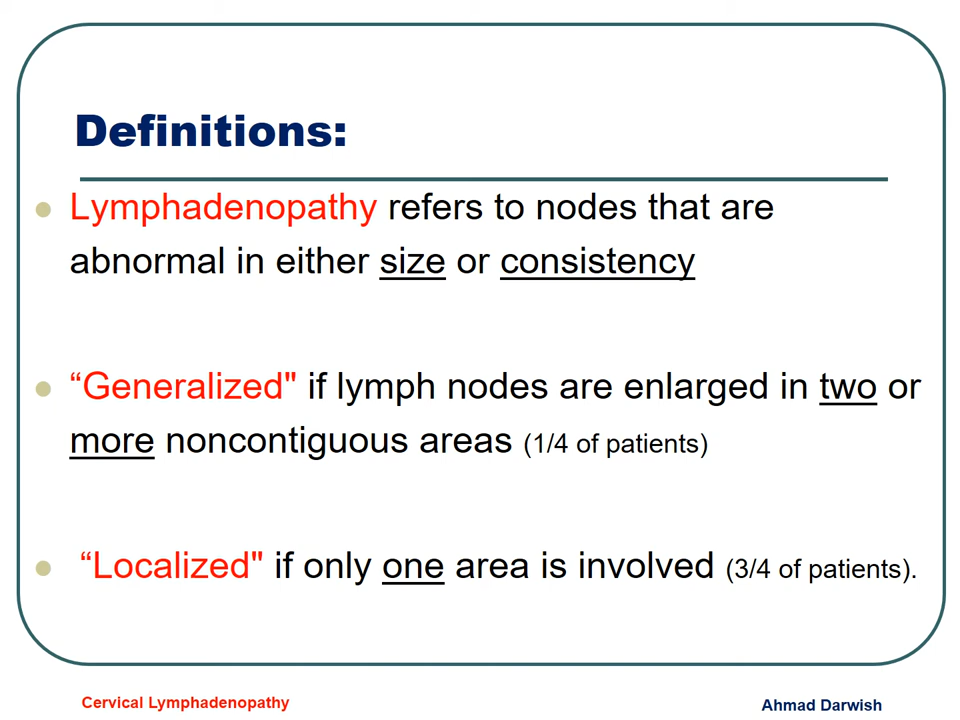 Definitions:
Lymphadenopathy refers to nodes that are
abnormal in either size or consistency
“Generalized" if lymph nodes are enlarged in two or
more noncontiguous areas (1/4 of patients)
“Localized" if only one area is involved (3/4 of patients).
Cervical Lymphadenopathy
Ahmad Darwish